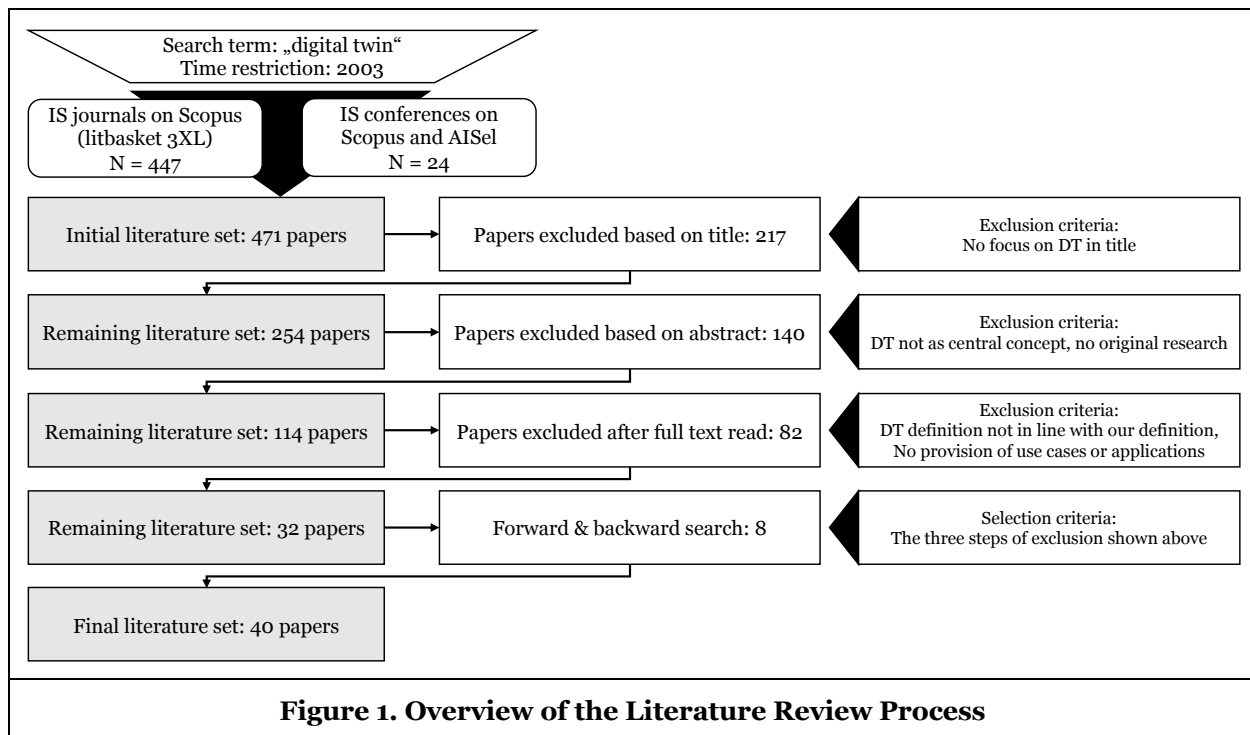 Search term: „digital twin“
Time restriction: 2003
IS journals on Scopus
(litbasket 3XL)
N = 447
IS conferences on
Scopus and AISel
N = 24
Initial literature set: 471 papers
Papers excluded based on title: 217
Exclusion criteria:
No focus on DT in title
Remaining literature set: 254 papers
Papers excluded based on abstract: 140
Exclusion criteria:
DT not as central concept, no original research
Remaining literature set: 114 papers
Papers excluded after full text read: 82
Exclusion criteria:
DT definition not in line with our definition,
No provision of use cases or applications
Remaining literature set: 32 papers
Forward & backward search: 8
Selection criteria:
The three steps of exclusion shown above
Final literature set: 40 papers
Figure 1. Overview of the Literature Review Process